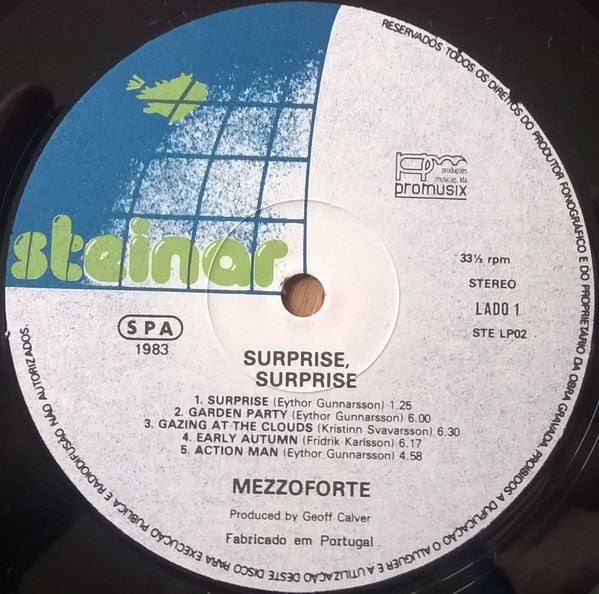 RESERVADOS TODOS OS DIREITOS DO PRODUTOR FONOGRÁFICO E DO PROPRIETÁRIO DA OBRA GRAVADA PROIBIDOS A DUPLICAÇÃO O ALUGUER E A UTILIZAÇÃO DESTE DISCO PARA EXECUÇÃO PUBLICA E RADIODIFUSÃO NÃO AUTORIZADOS.
produções
musicais, lda
promusix
steinar
33⅓ rpm
STEREO
LADO 1
STE LP02
SPA
1983
SURPRISE,
SURPRISE
1. SURPRISE (Eythor Gunnarsson) 1.25
2. GARDEN PARTY (Eythor Gunnarsson) 6.00
3. GAZING AT THE CLOUDS (Kristinn Svavarsson) 6.30
4. EARLY AUTUMN (Fridrik Karlsson) 6.17
5. ACTION MAN (Eythor Gunnarsson) 4.58
MEZZOFORTE
Produced by Geoff Calver
Fabricado em Portugal